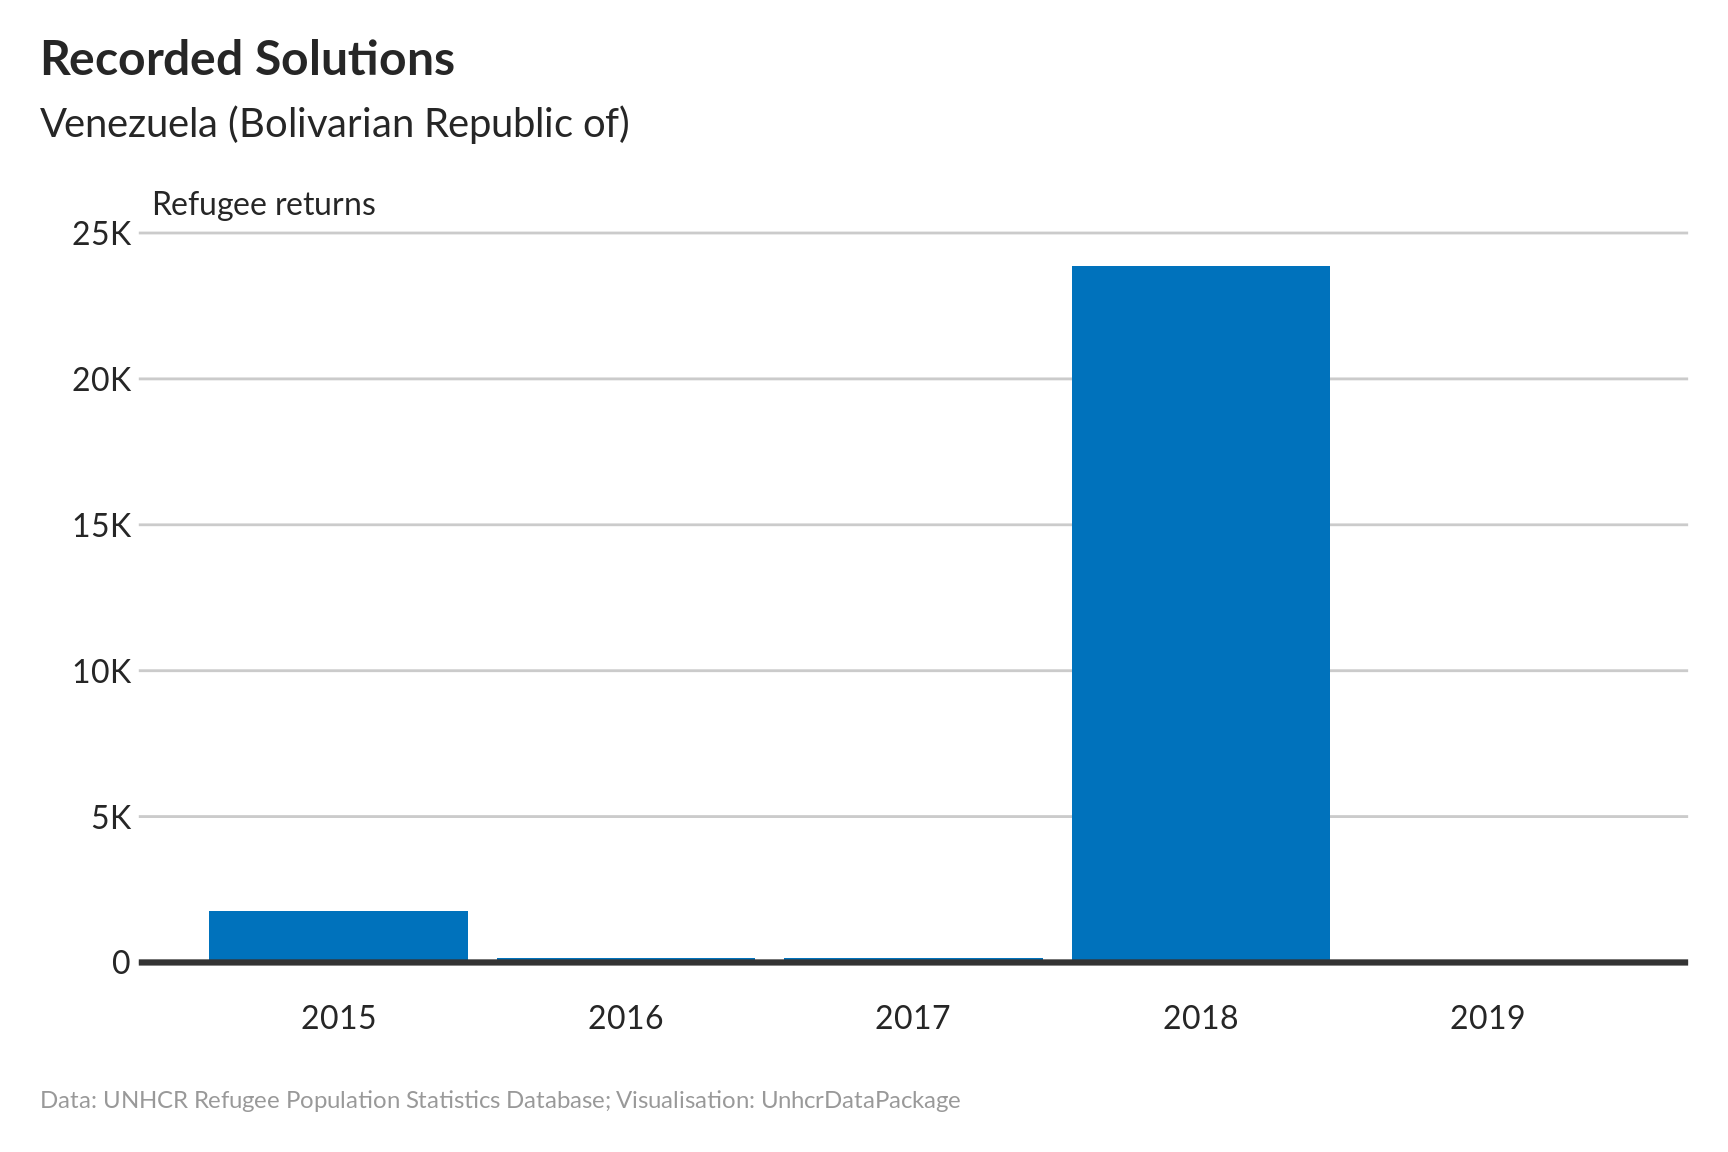 Recorded Solutions
Venezuela (Bolivarian Republic of)
Refugee returns
25K
20K
15K
10K
5K
0
2015 2016 2017 2018 2019
Data: UNHCR Refugee Population Statistics Database; Visualisation: UnhcrDataPackage